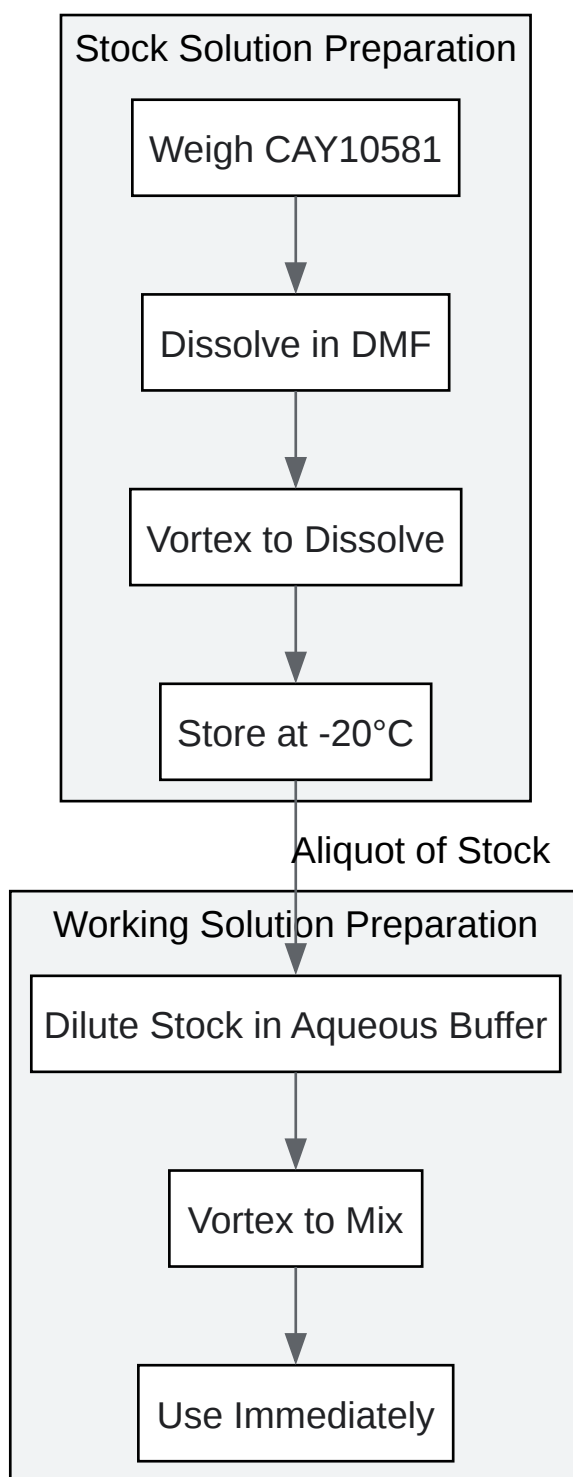 Stock Solution Preparation
Weigh CAY10581
Dissolve in DMF
Vortex to Dissolve
Store at -20°C
Aliquot of Stock
Working Solution Preparation
Dilute Stock in Aqueous Buffer
Vortex to Mix
Use Immediately